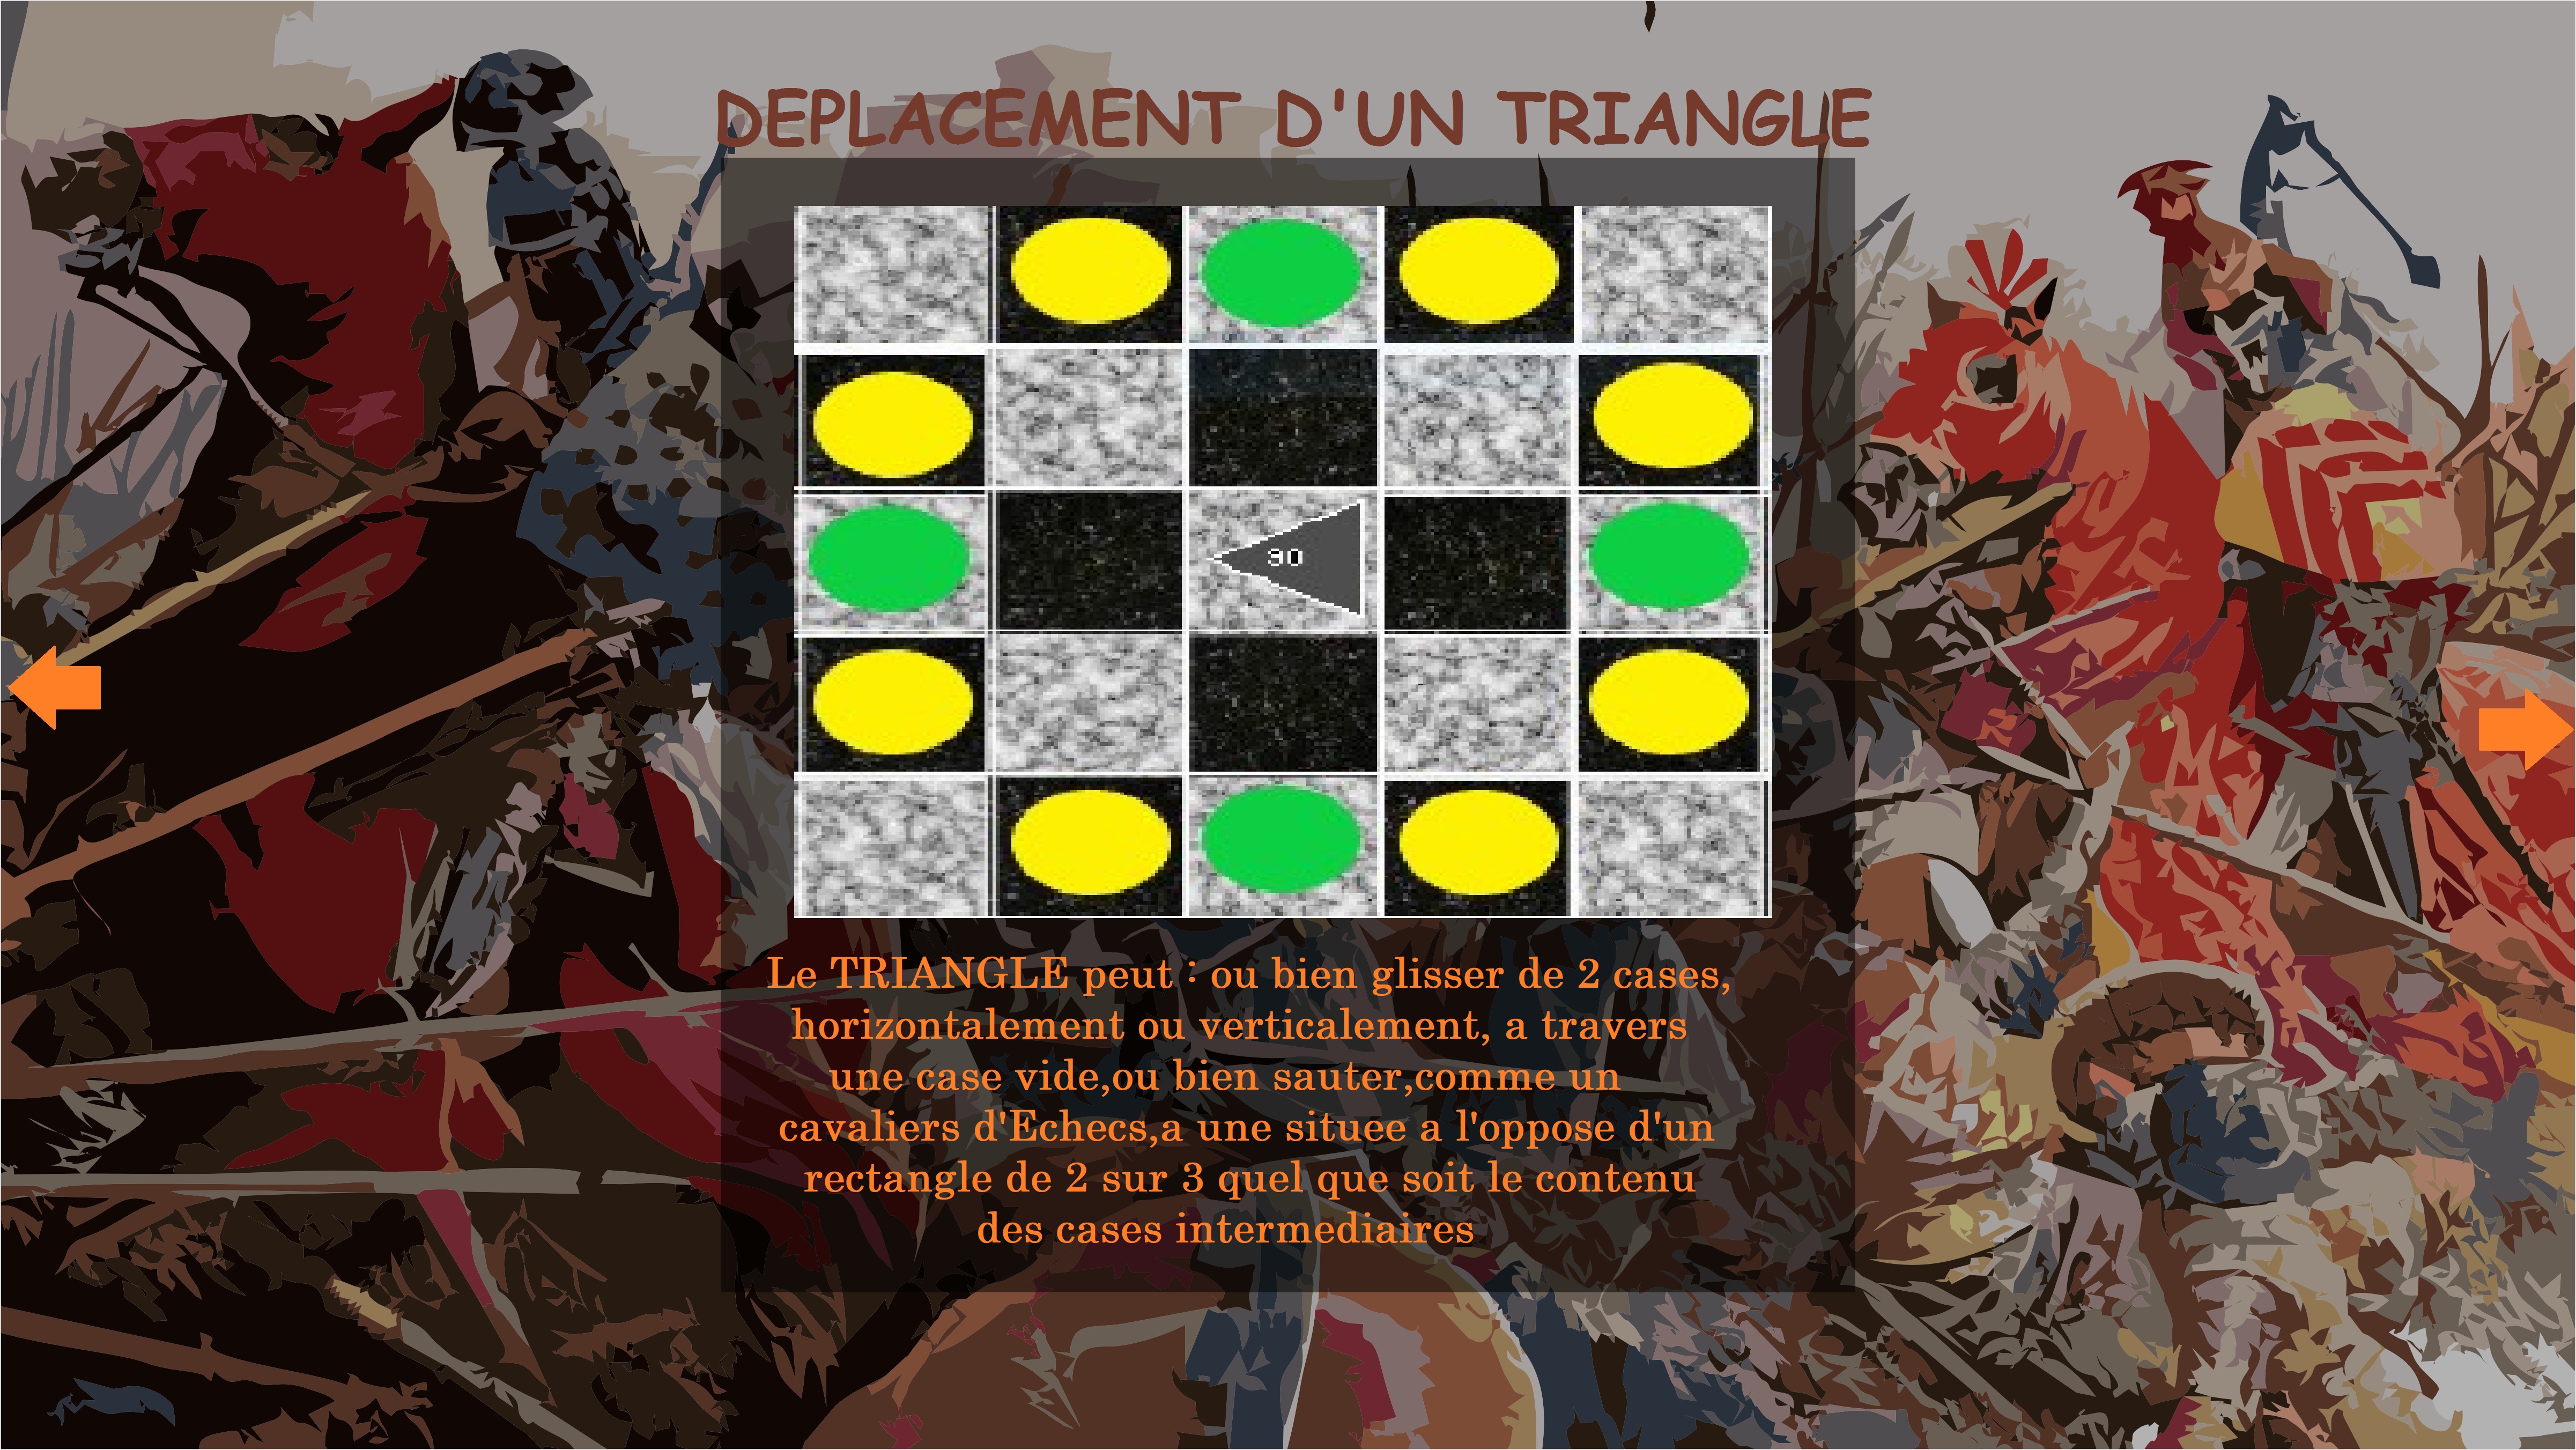 DEPLACEMENT D'UN TRIANGLE
90
Le TRIANGLE peut : ou bien glisser de 2 cases,
horizontalement ou verticalement, a travers
une case vide,ou bien sauter,comme un
cavaliers d'Echecs,a une situee a l'oppose d'un
rectangle de 2 sur 3 quel que soit le contenu
des cases intermediaires